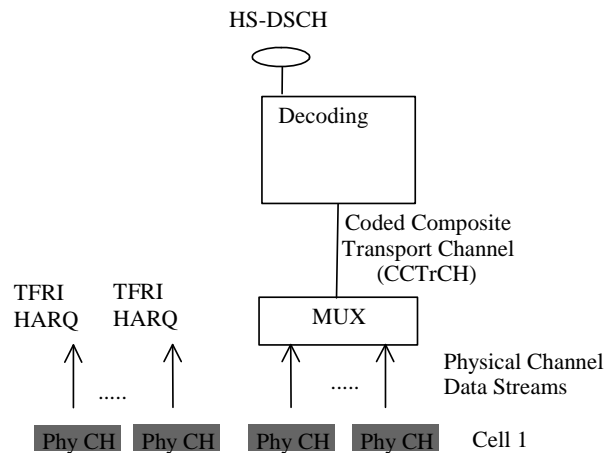 HS-DSCH
Decoding
Coded Composite
Transport Channel
(CCTrCH)
TFRI
HARQ
TFRI
HARQ
MUX
Physical Channel
Data Streams
.....
.....
Phy CH
Phy CH
Phy CH
Phy CH
Cell 1